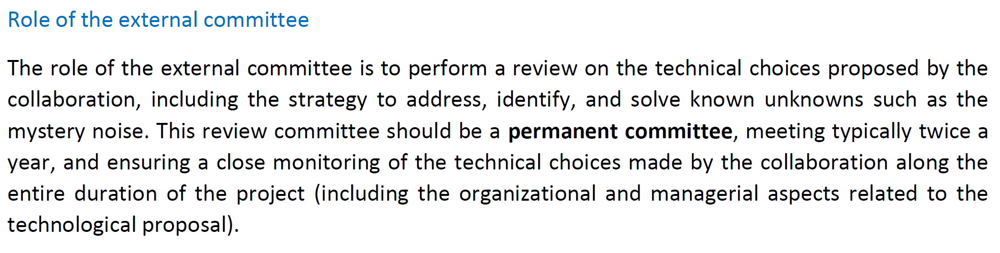 Role of the external committee
The role of the external committee is to perform a review on the technical choices proposed by the
collaboration, including the strategy to address, identify, and solve known unknowns such as the
mystery noise. This review committee should be a permanent committee, meeting typically twice a
year, and ensuring a close monitoring of the technical choices made by the collaboration along the
entire duration of the project (including the organizational and managerial aspects related to the
technological proposal).